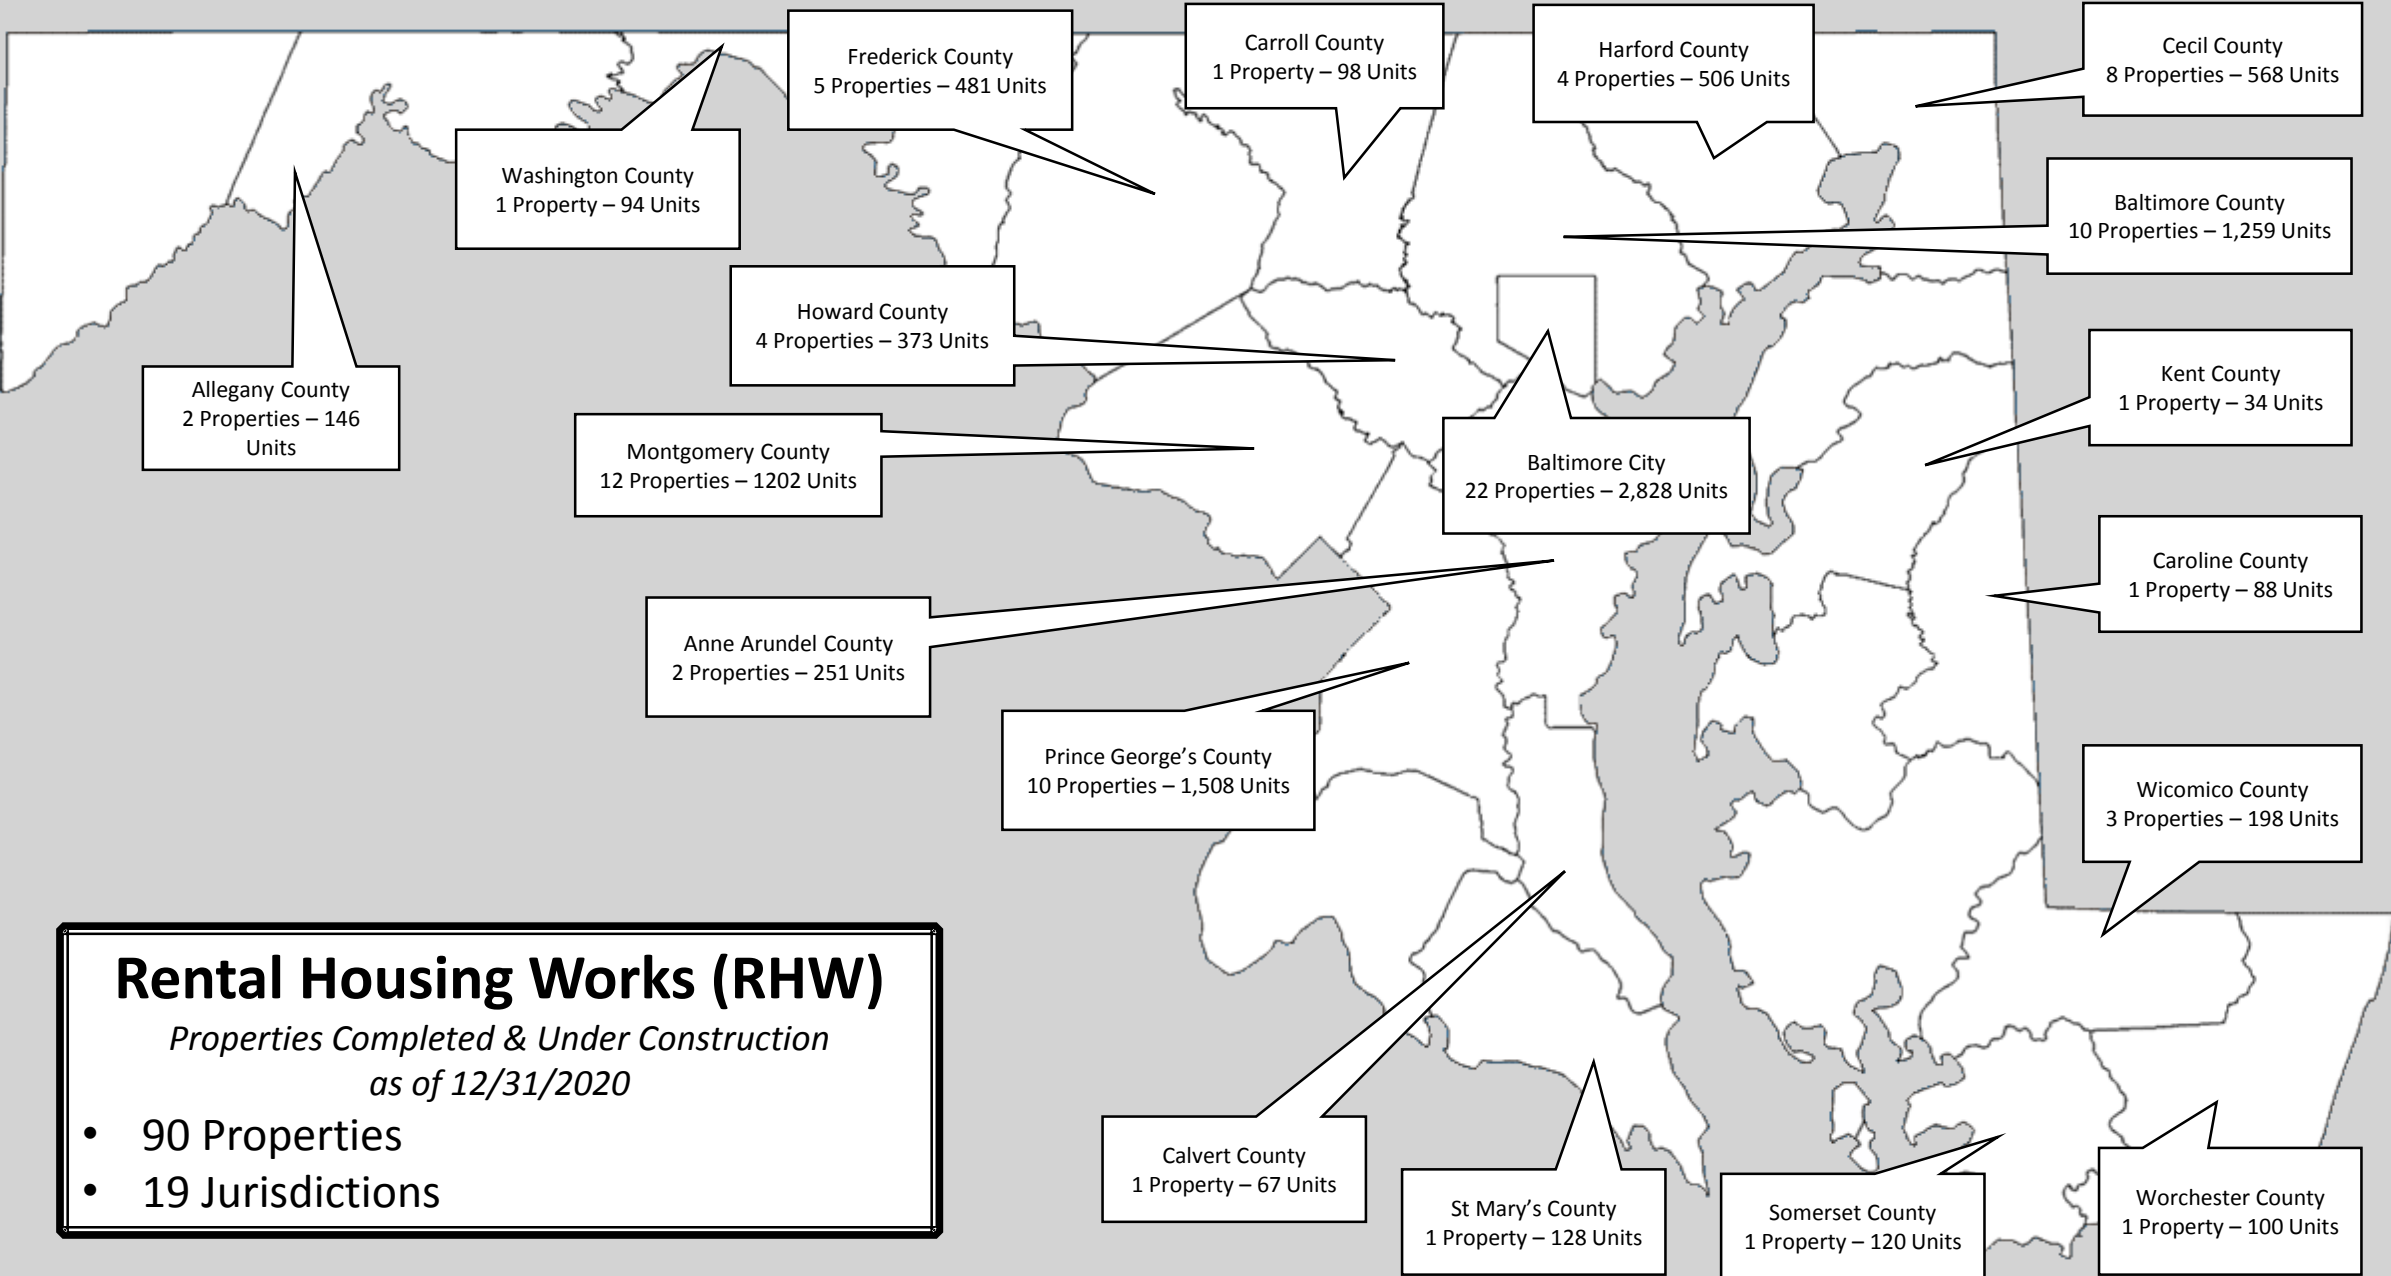 Frederick County
5 Properties – 481 Units
Carroll County
1 Property – 98 Units
Harford County
4 Properties – 506 Units
Cecil County
8 Properties – 568 Units
Washington County
1 Property – 94 Units
Baltimore County
10 Properties – 1,259 Units
Howard County
4 Properties – 373 Units
Allegany County
2 Properties – 146
Units
Kent County
1 Property – 34 Units
Montgomery County
12 Properties – 1202 Units
Baltimore City
22 Properties – 2,828 Units
Caroline County
1 Property – 88 Units
Anne Arundel County
2 Properties – 251 Units
Prince George’s County
10 Properties – 1,508 Units
Wicomico County
3 Properties – 198 Units
Rental Housing Works (RHW)
Properties Completed & Under Construction
as of 12/31/2020
• 90 Properties
• 19 Jurisdictions
Calvert County
1 Property – 67 Units
St Mary’s County
1 Property – 128 Units
Somerset County
1 Property – 120 Units
Worchester County
1 Property – 100 Units